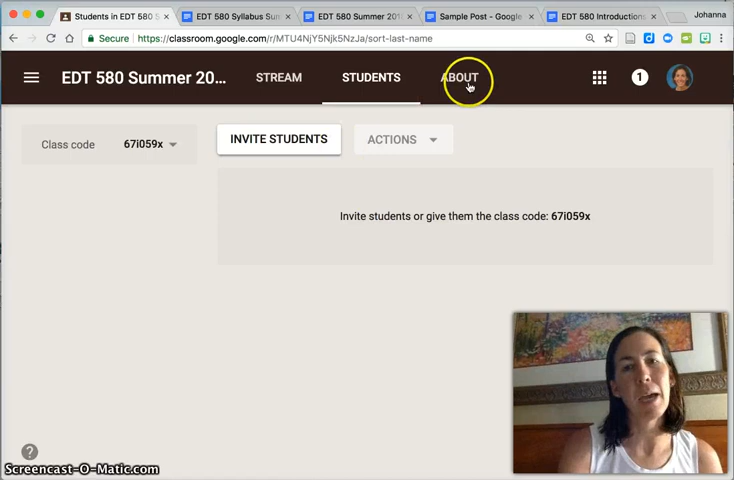 Students in EDT 580 S
EDT 580 Syllabus Sum
EDT 580 Summer 201
Sample Post - Google
EDT 580 Introductions
Johanna
Secure
https://classroom.google.com/r/MTU4NjY5Njk5NzJa/sort-last-name
EDT 580 Summer 20...
STREAM
STUDENTS
ABOUT
1
Class code 67i059x
INVITE STUDENTS
ACTIONS
Invite students or give them the class code: 67i059x
?
Screencast-O-Matic.com